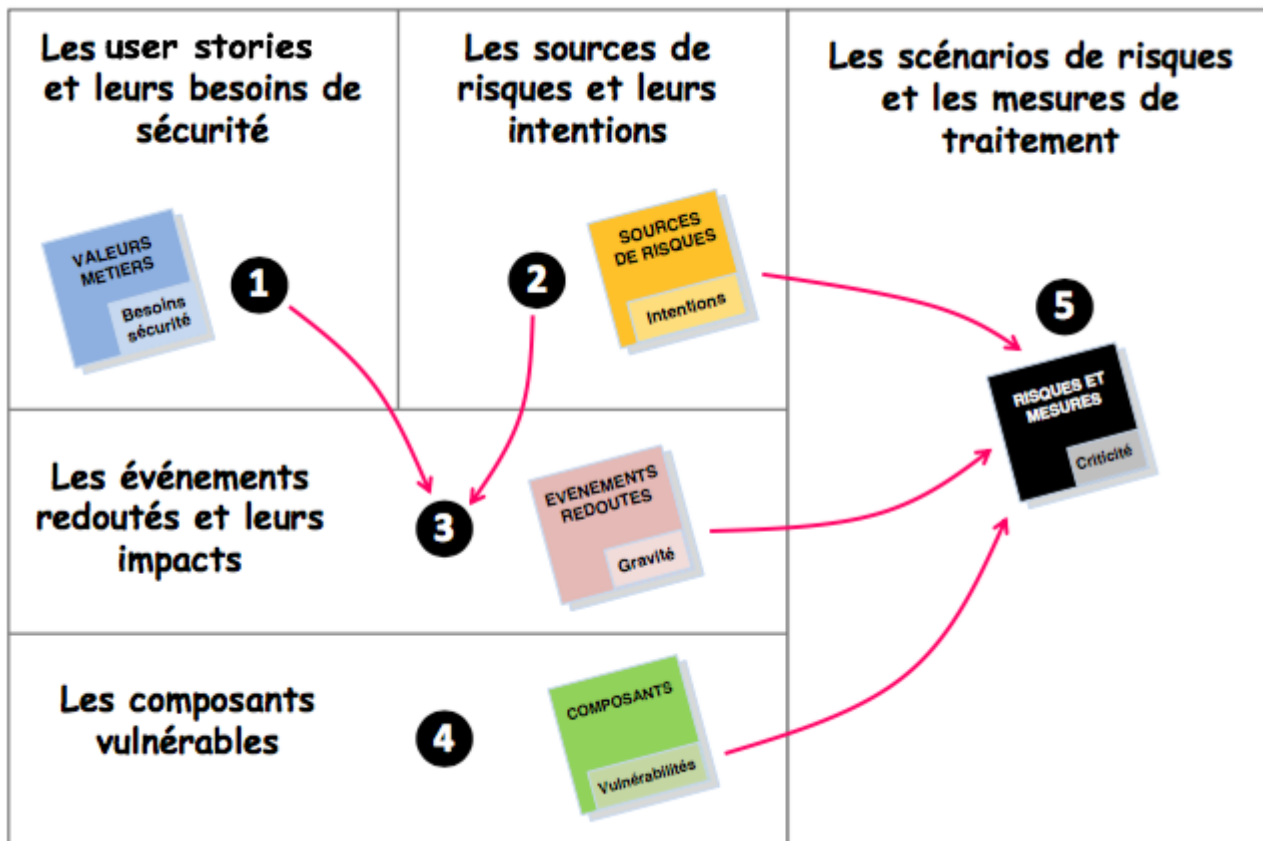 Les user stories
et leurs besoins de
sécurité
VALEURS
METIERS
Besoins
sécurité
1
Les sources de
risques et leurs
intentions
2
SOURCES
DE RISQUES
Intentions
Les scénarios de risques
et les mesures de
traitement
5
RISQUES ET
MESURES
Criticité
Les événements
redoutés et leurs
impacts
3
EVENEMENTS
REDOUTES
Gravité
Les composants
vulnérables
4
COMPOSANTS
Vulnérabilités